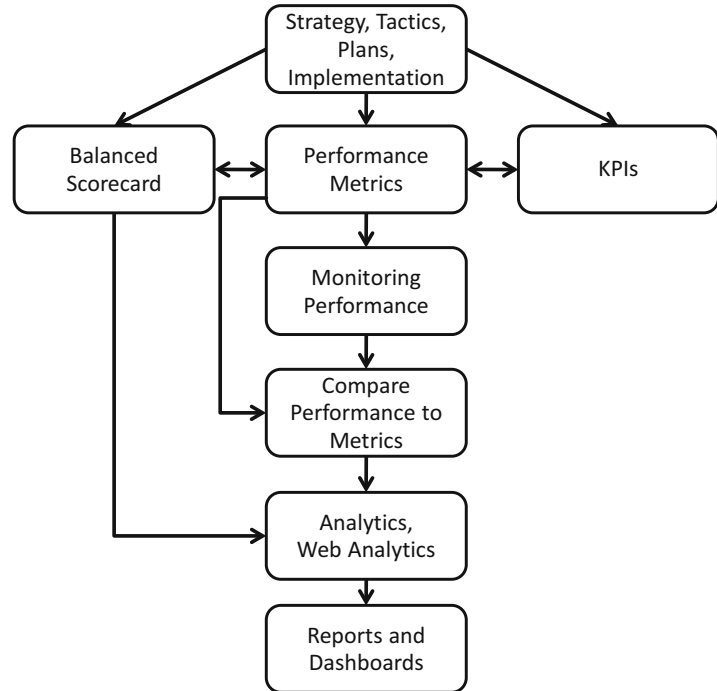 Strategy, Tactics,
Plans,
Implementation
Balanced
Scorecard
Performance
Metrics
KPIs
Monitoring
Performance
Compare
Performance to
Metrics
Analytics,
Web Analytics
Reports and
Dashboards